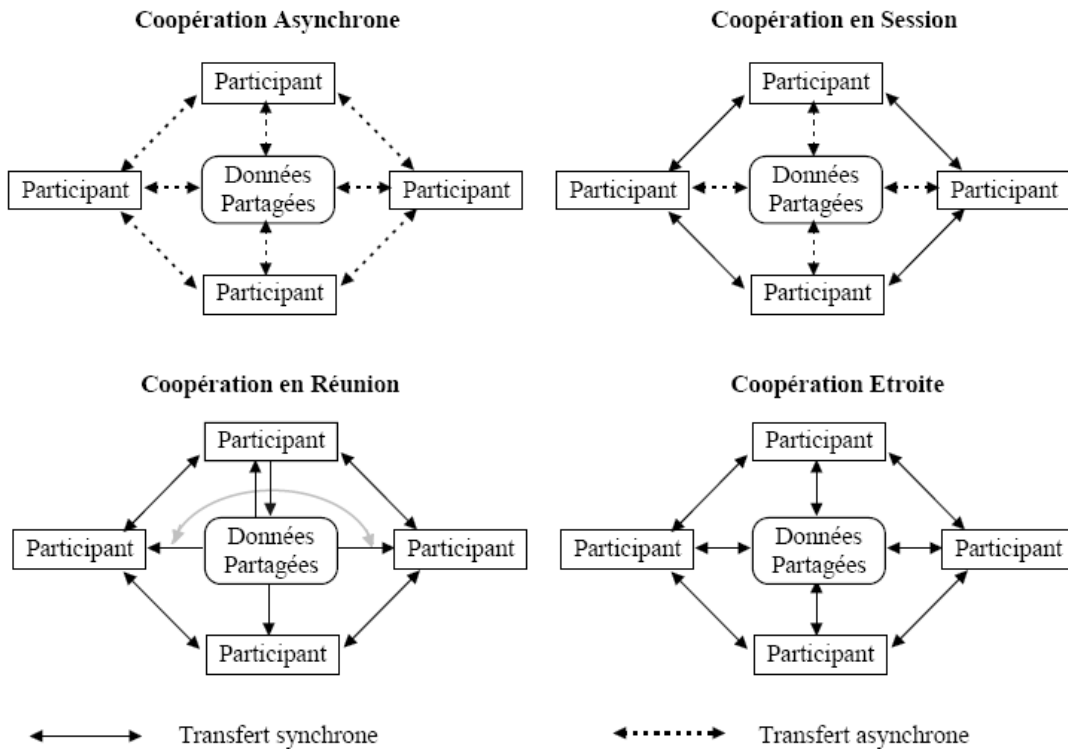 Coopération Asynchrone
Participant
Participant
Données
Partagées
Participant
Participant
Coopération en Session
Participant
Participant
Données
Partagées
Participant
Participant
Coopération en Réunion
Participant
Participant
Données
Partagées
Participant
Participant
Coopération Etroite
Participant
Participant
Données
Partagées
Participant
Participant
Transfert synchrone
Transfert asynchrone